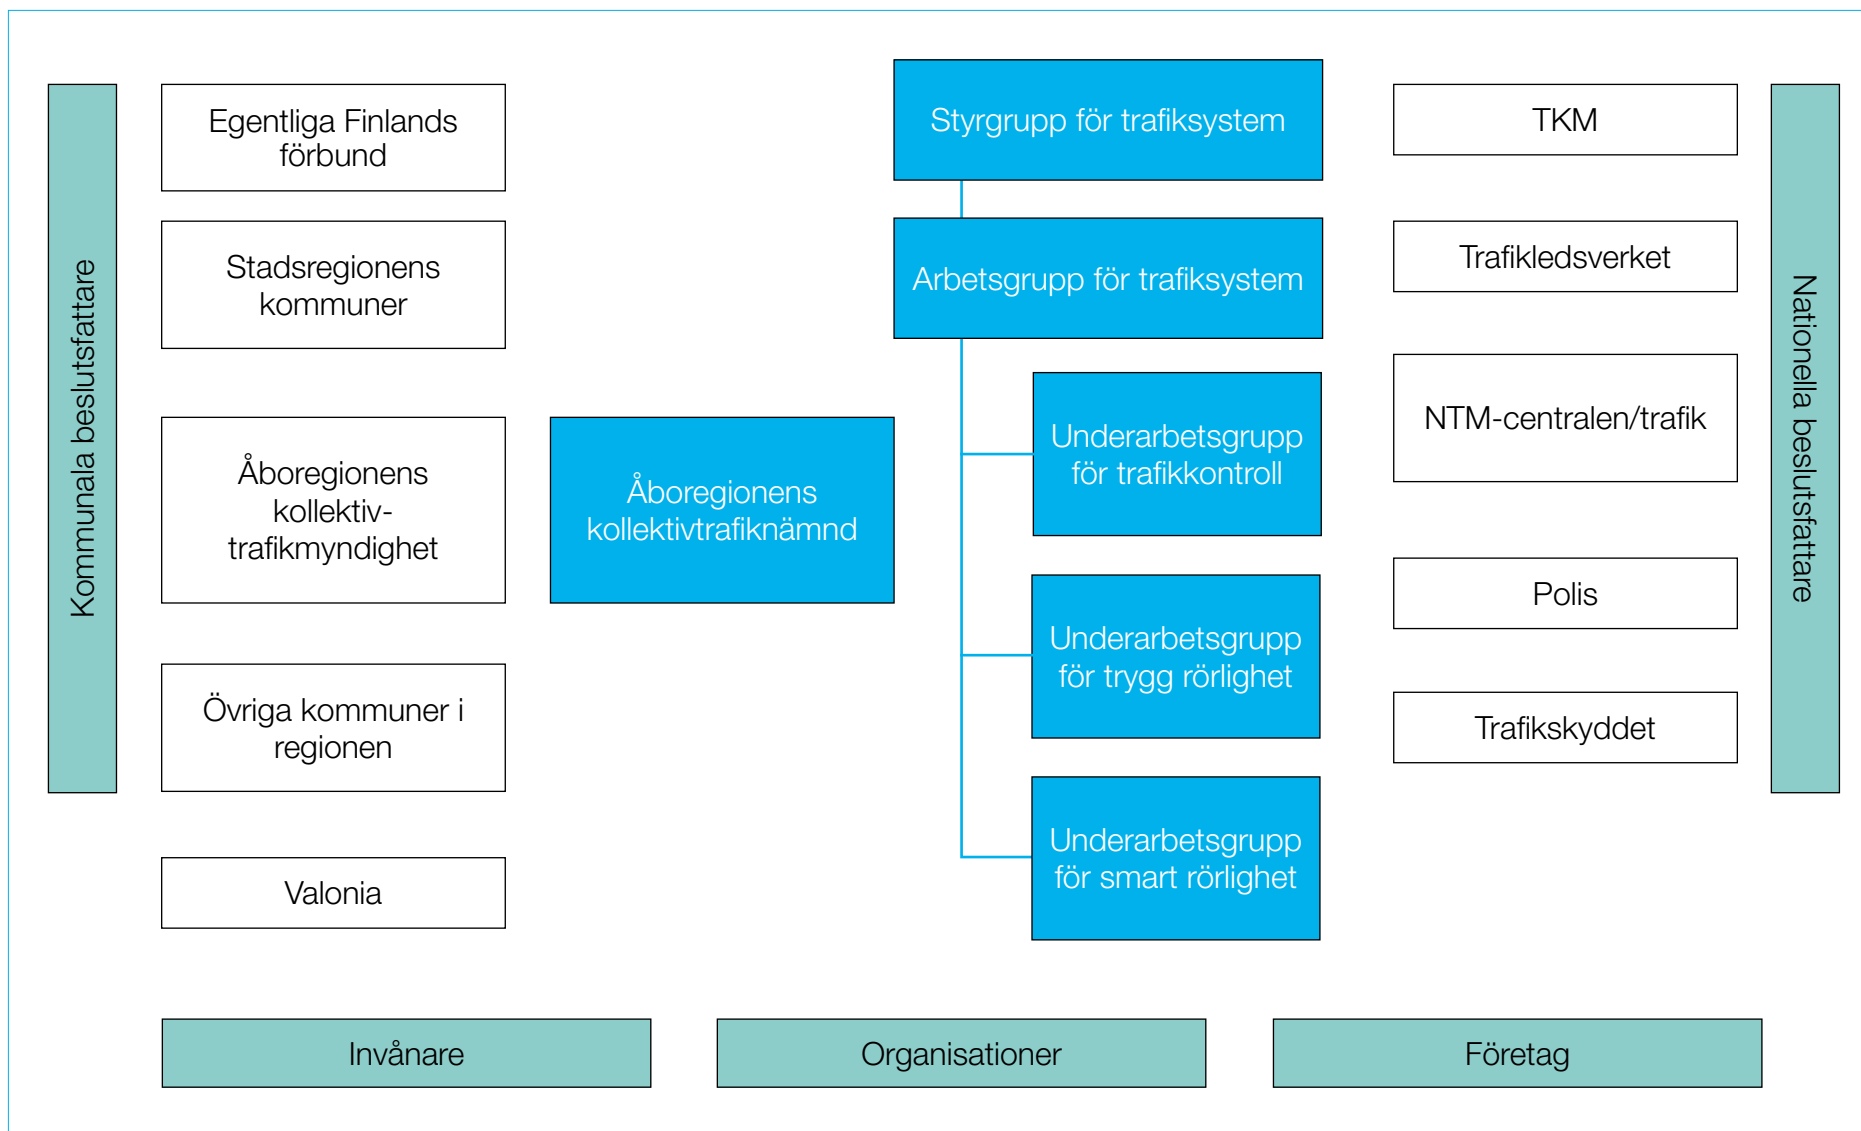 Kommunala beslutsfattare
Egentliga Finlands
förbund
Stadsregionens
kommuner
Åboregionens
kollektiv-
trafikmyndighet
Övriga kommuner i
regionen
Valonia
Åboregionens
kollektivtrafiknämnd
Styrgrupp för trafiksystem
Arbetsgrupp för trafiksystem
Underarbetsgrupp
för trafikkontroll
Underarbetsgrupp
för trygg rörlighet
Underarbetsgrupp
för smart rörlighet
TKM
Trafikledsverket
NTM-centralen/trafik
Polis
Trafikskyddet
Nationella beslutsfattare
Invånare
Organisationer
Företag